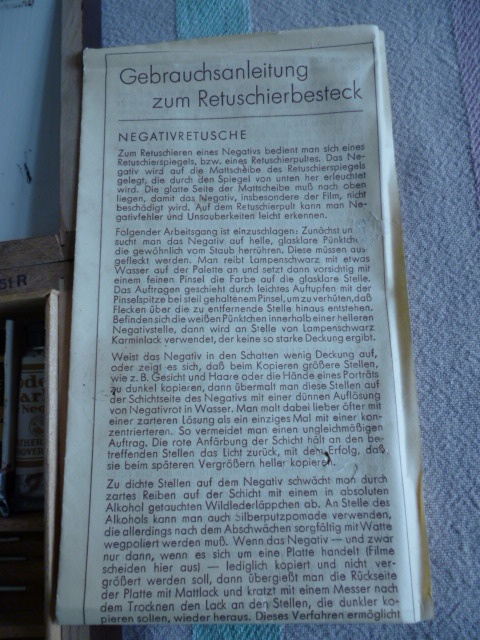 Gebrauchsanleitung
zum Retuschierbesteck
NEGATIVRETUSCHE
Zum Retuschieren eines Negativs bedient man sich eines
Retuschierspiegels, bzw. eines Retuschierpultes. Das Ne-
gativ wird auf die Mattscheibe des Retuschierspiegels
gelegt, die durch den Spiegel von unten her erleuchtet
wird. Die glatte Seite der Mattscheibe muß nach oben
liegen, damit das Negativ, insbesondere der Film, nicht
beschädigt wird. Auf dem Retuschierpult kann man Ne-
gativfehler und Unsauberkeiten leicht erkennen.
Folgender Arbeitsgang ist einzuschlagen: Zunächst un
sucht man das Negativ auf helle, glasklare Pünktch
die gewöhnlich vom Staub herrühren. Diese müssen aus-
gefleckt werden. Man reibt Lampenschwarz mit etwas
Wasser auf der Palette an und setzt dann vorsichtig mit
einem feinen Pinsel die Farbe auf die glasklare Stelle.
Das Auftragen geschieht durch leichtes Auftupfen mit der
Pinselspitze bei steil gehaltenem Pinsel, um zu verhüten, daß
Flecken über die zu entfernende Stelle hinaus entstehen.
Befinden sich die weißen Pünktchen innerhalb einer helleren
Negativstelle, dann wird an Stelle von Lampenschwarz
Karminlack verwendet, der keine so starke Deckung ergibt.
Weist das Negativ in den Schatten wenig Deckung auf,
oder zeigt es sich, daß beim Kopieren größere Stellen,
wie z. B. Gesicht und Haare oder die Hände eines Porträts
zu dunkel kopieren, dann übermalt man diese Stellen auf
der Schichtseite des Negativs mit einer dünnen Auflösung
von Negativrot in Wasser. Man malt dabei lieber öfter mit
einer zarteren Lösung als ein einziges Mal mit einer kon-
zentrierteren. So vermeidet man einen ungleichmäßigen
Auftrag. Die rote Anfärbung der Schicht hält an den be-
treffenden Stellen das Licht zurück, mit dem Erfolg, daß
sie beim späteren Vergrößern heller kopieren.
Zu dichte Stellen auf dem Negativ schwächt man durch
zartes Reiben auf der Schicht mit einem in absoluten
Alkohol getauchten Wildlederläppchen ab. An Stelle des
Alkohols kann man auch Silberputzpomade verwenden,
die allerdings nach dem Abschwächen sorgfältig mit Watte
wegpoliert werden muß. Wenn das Negativ — und zwar
nur dann, wenn es sich um eine Platte handelt (Filme
scheiden hier aus) — lediglich kopiert und nicht ver-
größert werden soll, dann übergießt man die Rückseite
der Platte mit Mattlack und kratzt mit einem Messer nach
dem Trocknen den Lack an den Stellen, die dunkler ko-
pieren sollen, wieder heraus. Dieses Verfahren ermöglicht
51 R